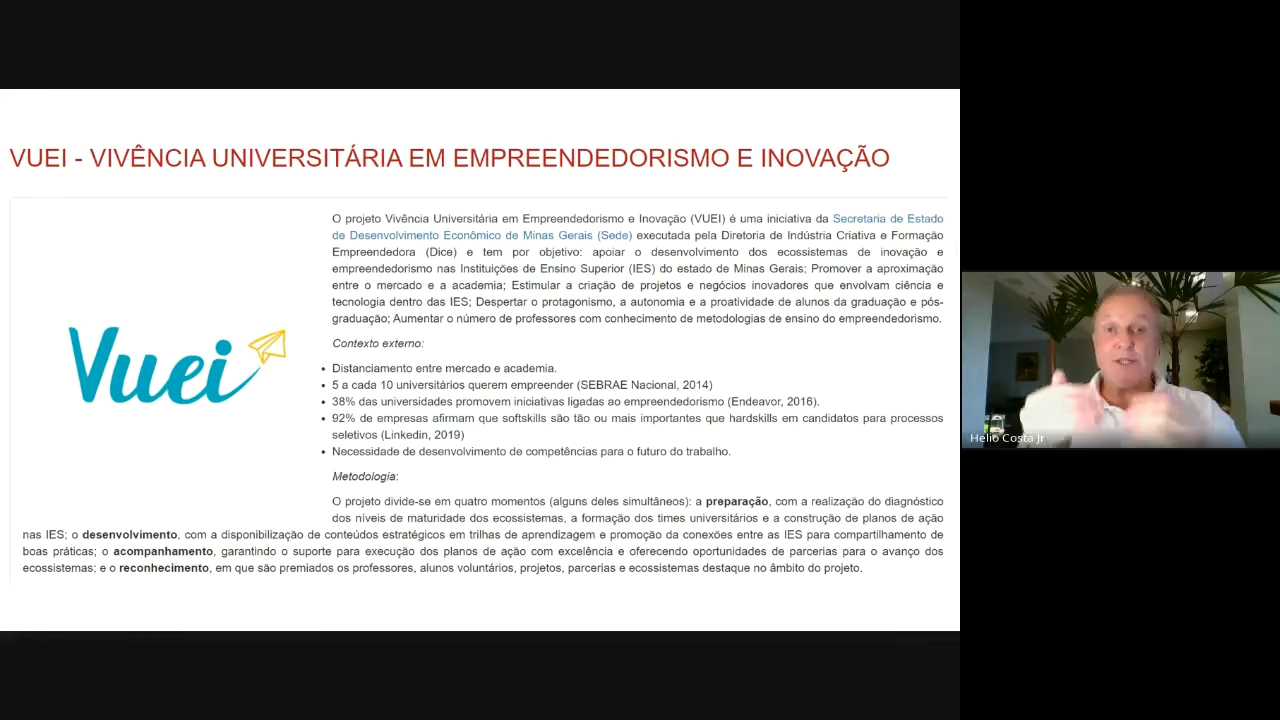 VUEI - VIVÊNCIA UNIVERSITÁRIA EM EMPREENDEDORISMO E INOVAÇÃO
Vuei
O projeto Vivência Universitária em Empreendedorismo e Inovação (VUEI) é uma iniciativa da Secretaria de Estado
de Desenvolvimento Econômico de Minas Gerais (Sede) executada pela Diretoria de Indústria Criativa e Formação
Empreendedora (Dice) e tem por objetivo: apoiar o desenvolvimento dos ecossistemas de inovação e
empreendedorismo nas Instituições de Ensino Superior (IES) do estado de Minas Gerais; Promover a aproximação
entre o mercado e a academia; Estimular a criação de projetos e negócios inovadores que envolvam ciência e
tecnologia dentro das IES; Despertar o protagonismo, a autonomia e a proatividade de alunos da graduação e pós-
graduação; Aumentar o número de professores com conhecimento de metodologias de ensino do empreendedorismo.
Contexto externo:
• Distanciamento entre mercado e academia.
• 5 a cada 10 universitários querem empreender (SEBRAE Nacional, 2014)
• 38% das universidades promovem iniciativas ligadas ao empreendedorismo (Endeavor, 2016).
• 92% de empresas afirmam que softskills são tão ou mais importantes que hardskills em candidatos para processos
seletivos (Linkedin, 2019)
• Necessidade de desenvolvimento de competências para o futuro do trabalho.
Metodologia:
O projeto divide-se em quatro momentos (alguns deles simultâneos): a preparação, com a realização do diagnóstico
dos níveis de maturidade dos ecossistemas, a formação dos times universitários e a construção de planos de ação
nas IES; o desenvolvimento, com a disponibilização de conteúdos estratégicos em trilhas de aprendizagem e promoção da conexões entre as IES para compartilhamento de
boas práticas; o acompanhamento, garantindo o suporte para execução dos planos de ação com excelência e oferecendo oportunidades de parcerias para o avanço dos
ecossistemas; e o reconhecimento, em que são premiados os professores, alunos voluntários, projetos, parcerias e ecossistemas destaque no âmbito do projeto.
Helio Costa Jr